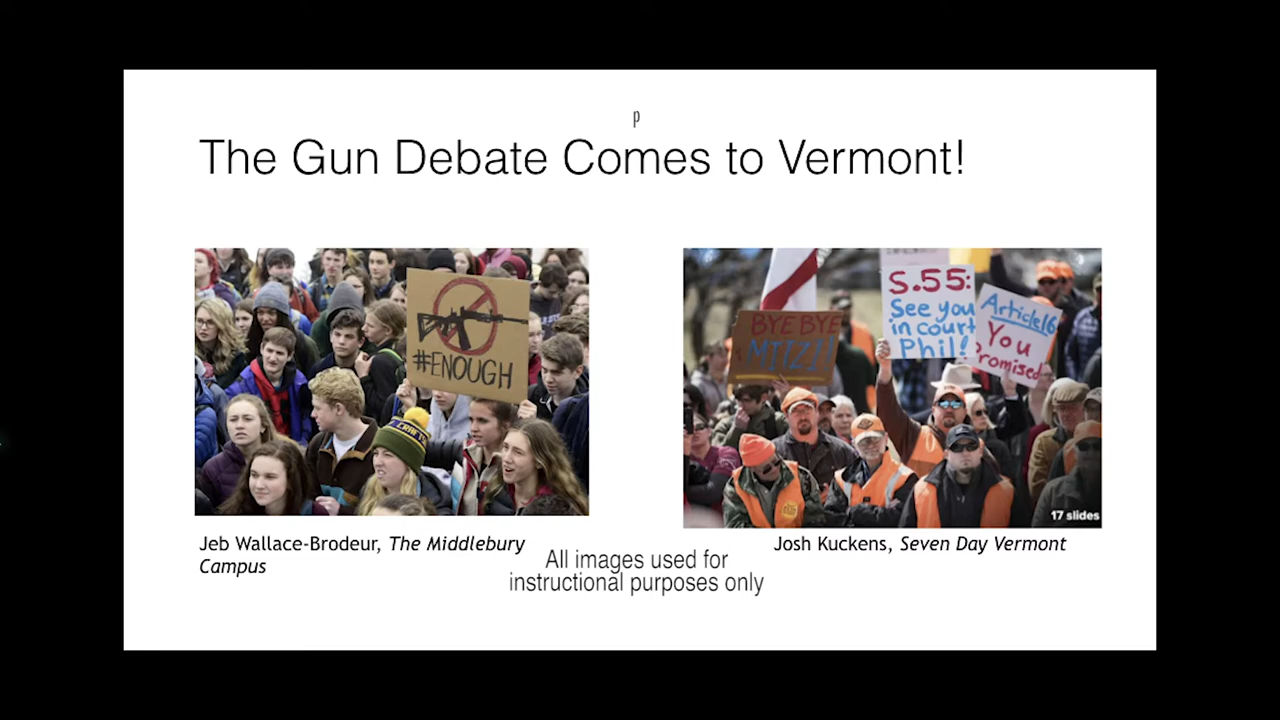 p
The Gun Debate Comes to Vermont!
#ENOUGH
BYE BYE
MITZI!
S.55:
See you
in court
Phil!
Article 16
You
promised
17 slides
Jeb Wallace-Brodeur, The Middlebury
Campus
Josh Kuckens, Seven Day Vermont
All images used for
instructional purposes only